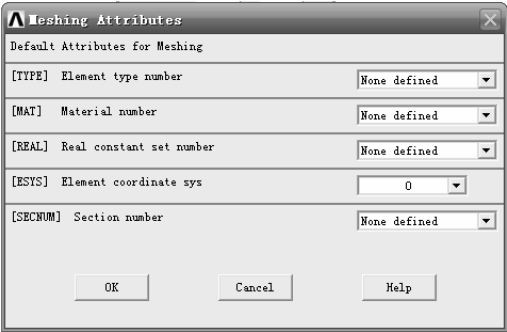 Meshing Attributes
Default Attributes for Meshing
[TYPE] Element type number None defined
[MAT] Material number None defined
[REAL] Real constant set number None defined
[ESYS] Element coordinate sys 0
[SECNUM] Section number None defined
OK Cancel Help